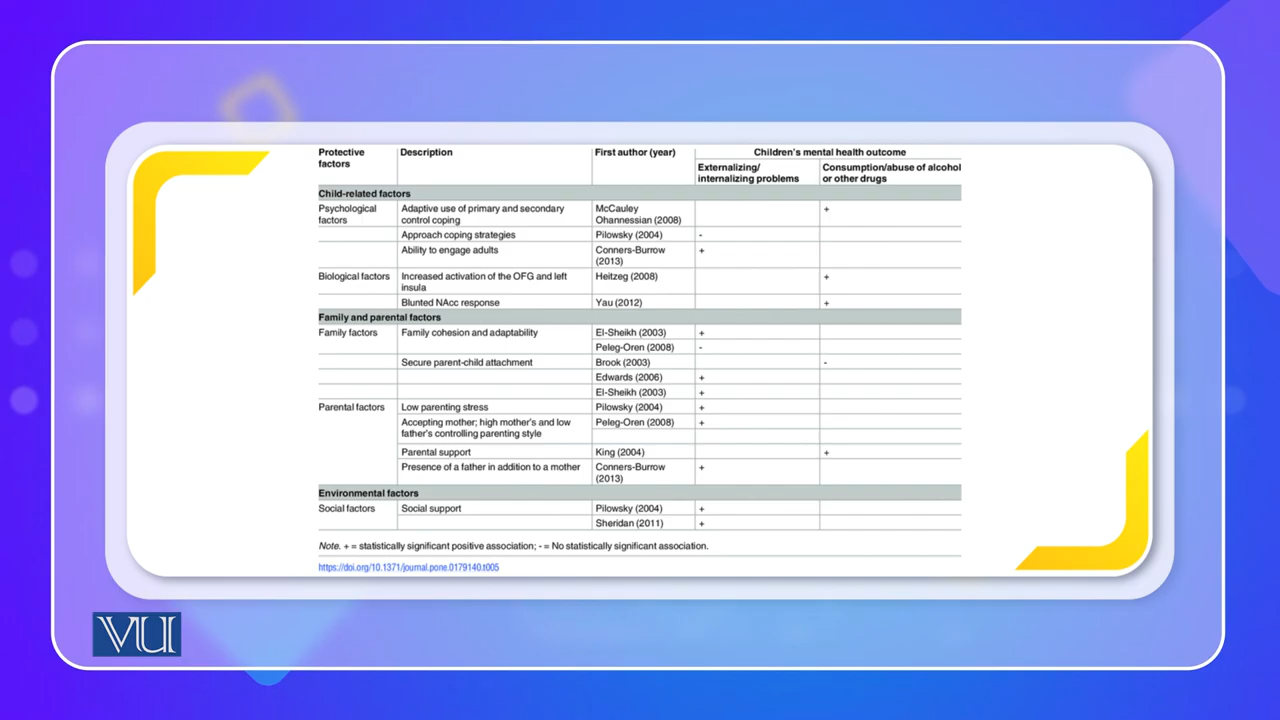 Protective factors Description First author (year) Children's mental health outcome
Externalizing/ internalizing problems Consumption/abuse of alcohol or other drugs
Child-related factors
Psychological factors Adaptive use of primary and secondary control coping McCauley Ohannessian (2008) +
Approach coping strategies Pilowsky (2004) -
Ability to engage adults Conners-Burrow (2013) +
Biological factors Increased activation of the OFG and left insula Heitzeg (2008) +
Blunted NAcc response Yau (2012) +
Family and parental factors
Family factors Family cohesion and adaptability El-Sheikh (2003) +
Peleg-Oren (2008) -
Secure parent-child attachment Brook (2003) -
Edwards (2006) +
El-Sheikh (2003) +
Parental factors Low parenting stress Pilowsky (2004) +
Accepting mother; high mother's and low father's controlling parenting style Peleg-Oren (2008) +
Parental support King (2004) +
Presence of a father in addition to a mother Conners-Burrow (2013) +
Environmental factors
Social factors Social support Pilowsky (2004) +
Sheridan (2011) +
Note. + = statistically significant positive association; - = No statistically significant association.
https://doi.org/10.1371/journal.pone.0179140.t005
VU